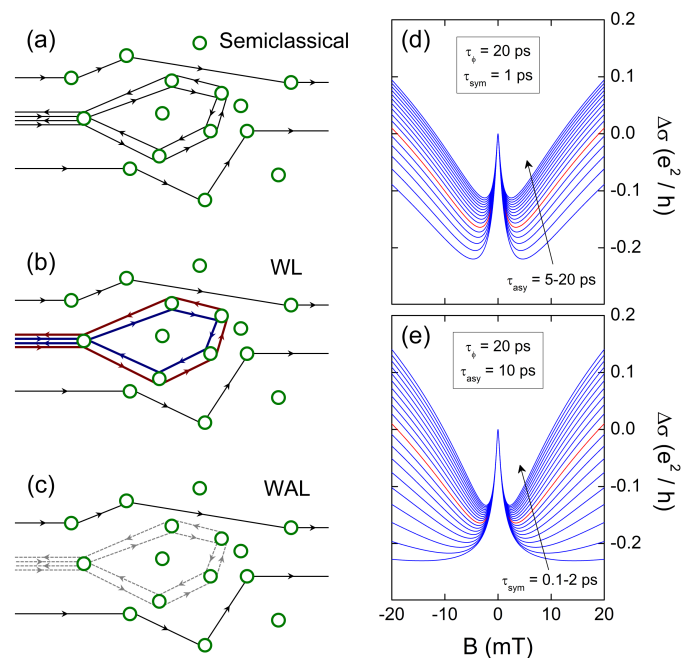 (a)
Semiclassical
(b)
WL
(c)
WAL
(d)
τϕ = 20 ps
τsym = 1 ps
τasy = 5-20 ps
0.2
0.1
0.0
-0.1
-0.2
Δσ (e² / h)
(e)
τϕ = 20 ps
τasy = 10 ps
τsym = 0.1-2 ps
0.2
0.1
0.0
-0.1
-0.2
Δσ (e² / h)
-20 -10 0 10 20
B (mT)